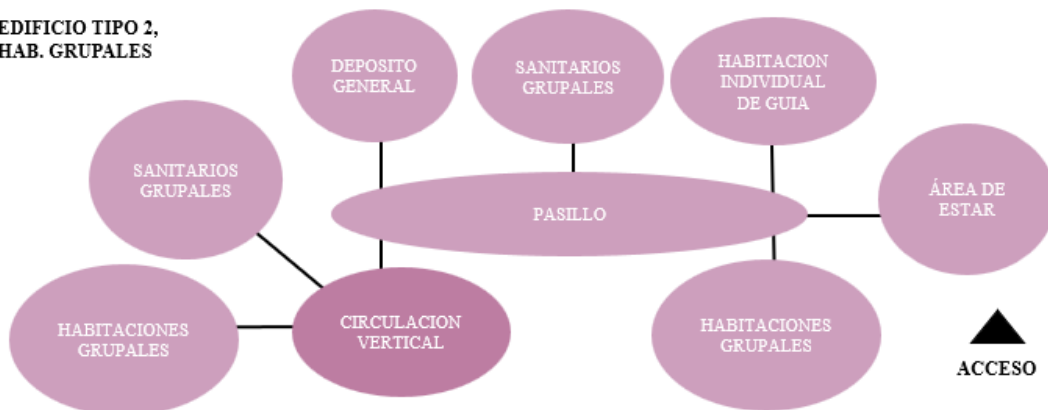 EDIFICIO TIPO 2,
HAB. GRUPALES
DEPOSITO
GENERAL
SANITARIOS
GRUPALES
HABITACION
INDIVIDUAL
DE GUIA
SANITARIOS
GRUPALES
PASILLO
ÁREA DE
ESTAR
HABITACIONES
GRUPALES
CIRCULACION
VERTICAL
HABITACIONES
GRUPALES
ACCESO